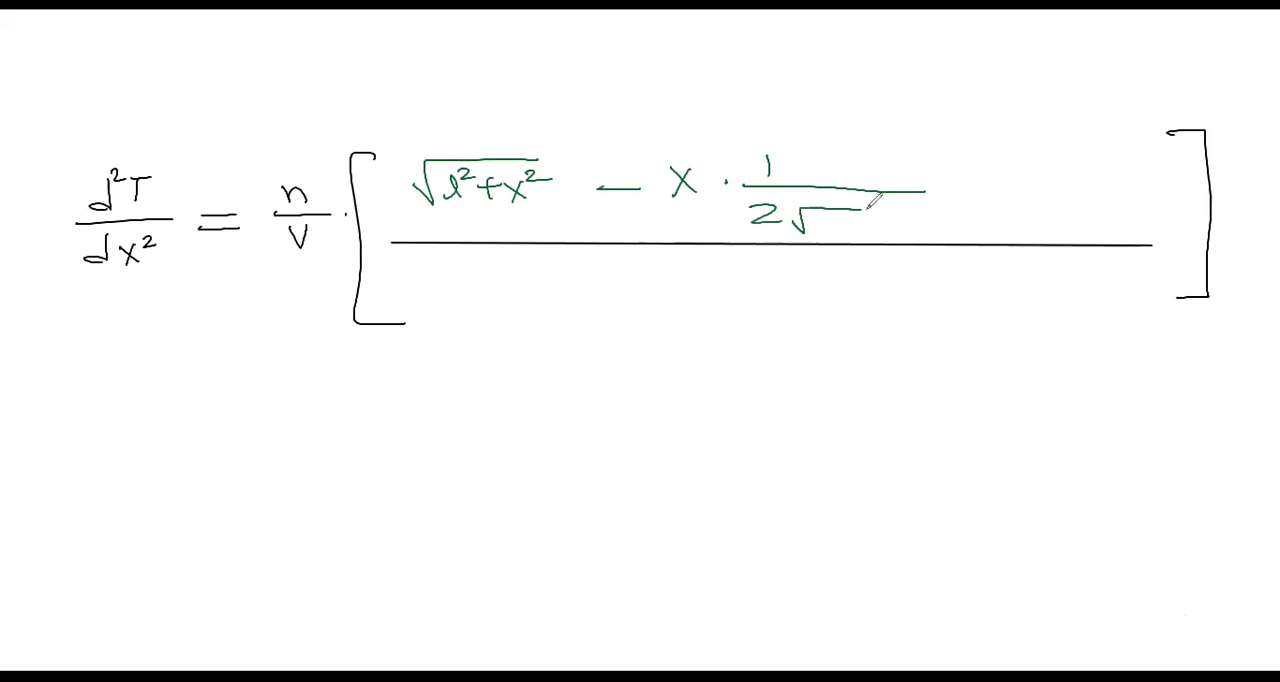 d²T/dx² = n/v · [ (√(l²+x²) − x · 1/(2√ )) / ]